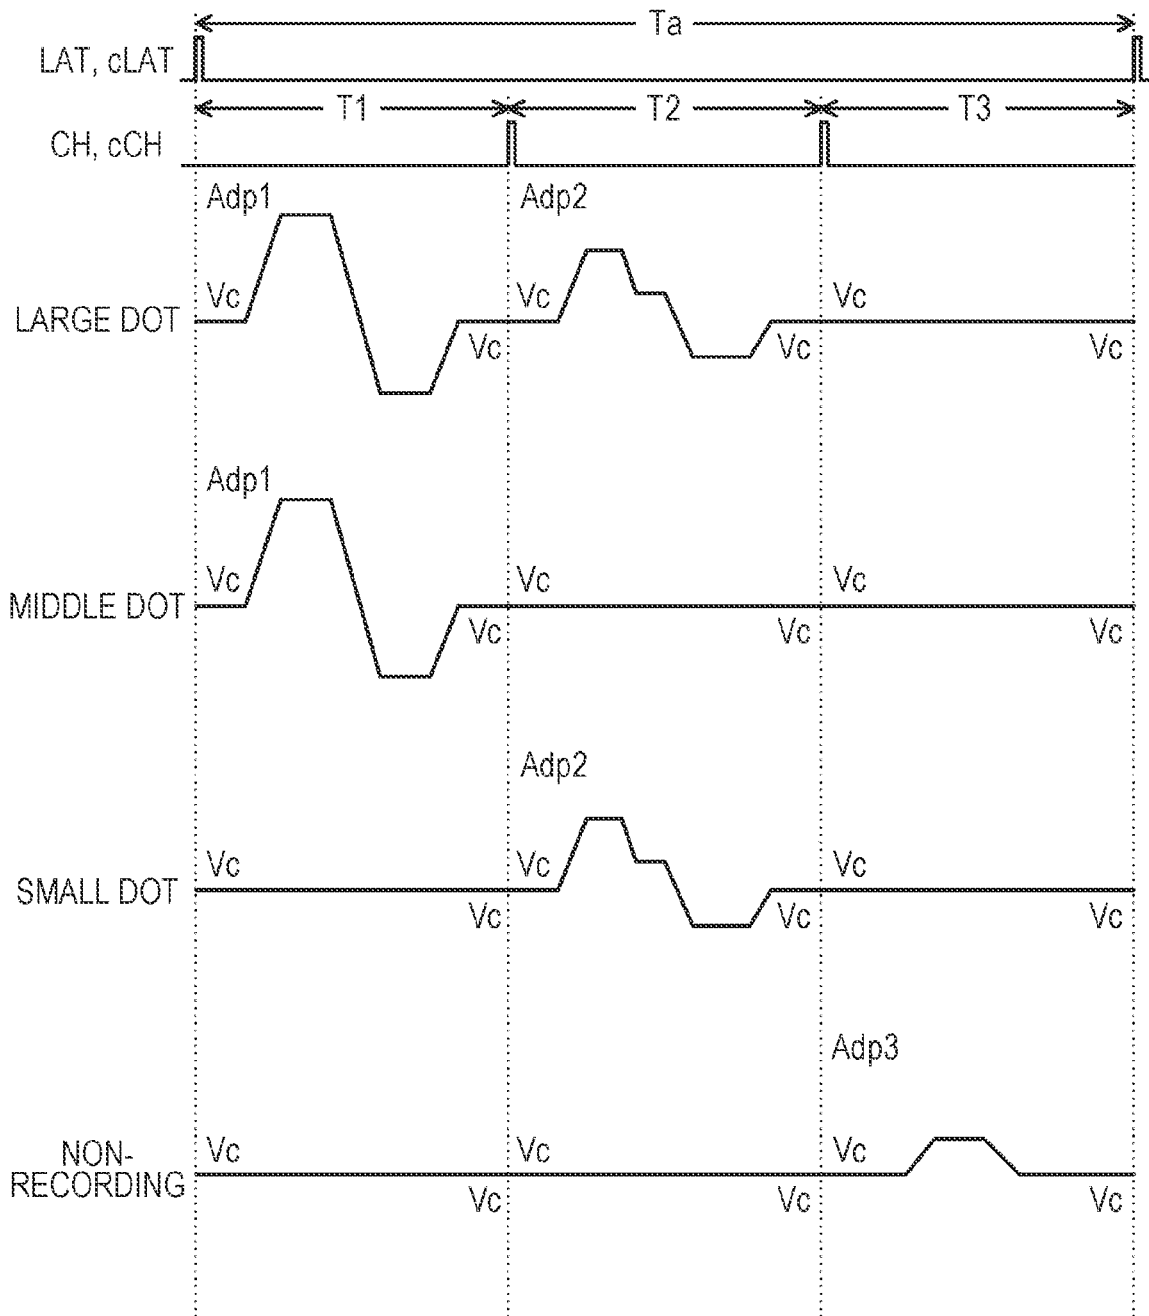 Ta
LAT, cLAT
T1 T2 T3
CH, cCH
Adp1 Adp2
Vc Vc Vc
LARGE DOT
Vc Vc Vc
Adp1
Vc Vc Vc
MIDDLE DOT
Vc Vc Vc
Adp2
Vc Vc Vc
SMALL DOT
Vc Vc Vc
Adp3
Vc Vc Vc
NON-
RECORDING
Vc Vc Vc